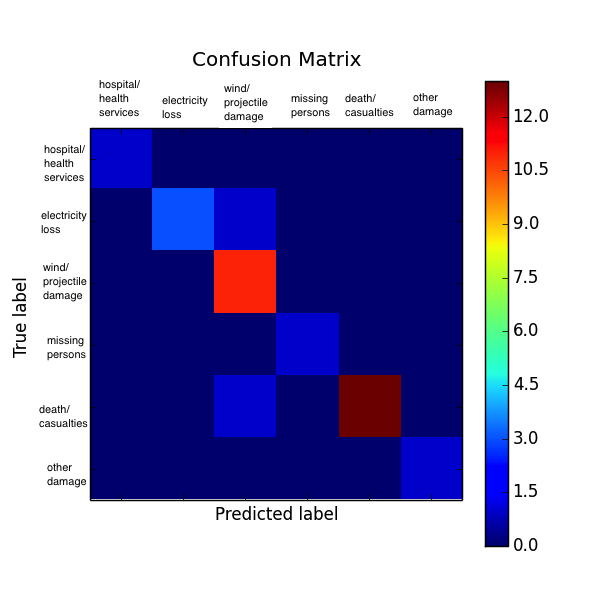 Confusion Matrix
hospital/
health
services
electricity
loss
wind/
projectile
damage
missing
persons
death/
casualties
other
damage
True label
hospital/
health
services
electricity
loss
wind/
projectile
damage
missing
persons
death/
casualties
other
damage
Predicted label
12.0
10.5
9.0
7.5
6.0
4.5
3.0
1.5
0.0